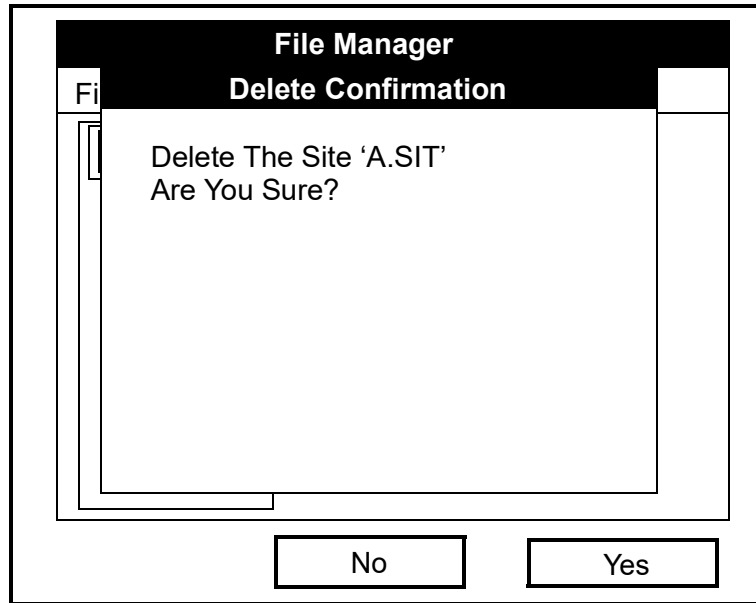 File Manager
Fi
Delete Confirmation
Delete The Site ‘A.SIT’
Are You Sure?
No
Yes